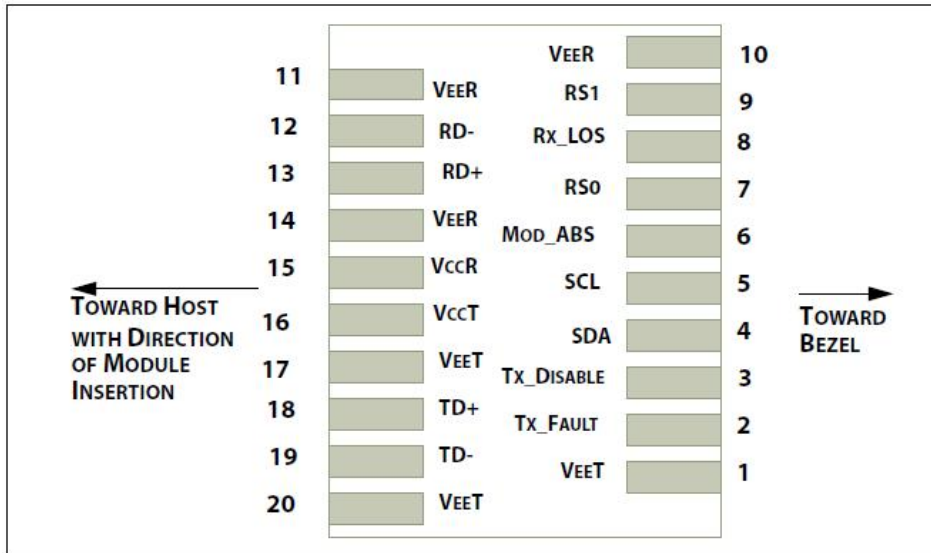 11 VEER
12 RD-
13 RD+
14 VEER
15 VCCR
16 VCCT
17 VEET
18 TD+
19 TD-
20 VEET
VEER 10
RS1 9
RX_LOS 8
RS0 7
MOD_ABS 6
SCL 5
SDA 4
TX_DISABLE 3
TX_FAULT 2
VEET 1
TOWARD HOST
WITH DIRECTION
OF MODULE
INSERTION
TOWARD
BEZEL